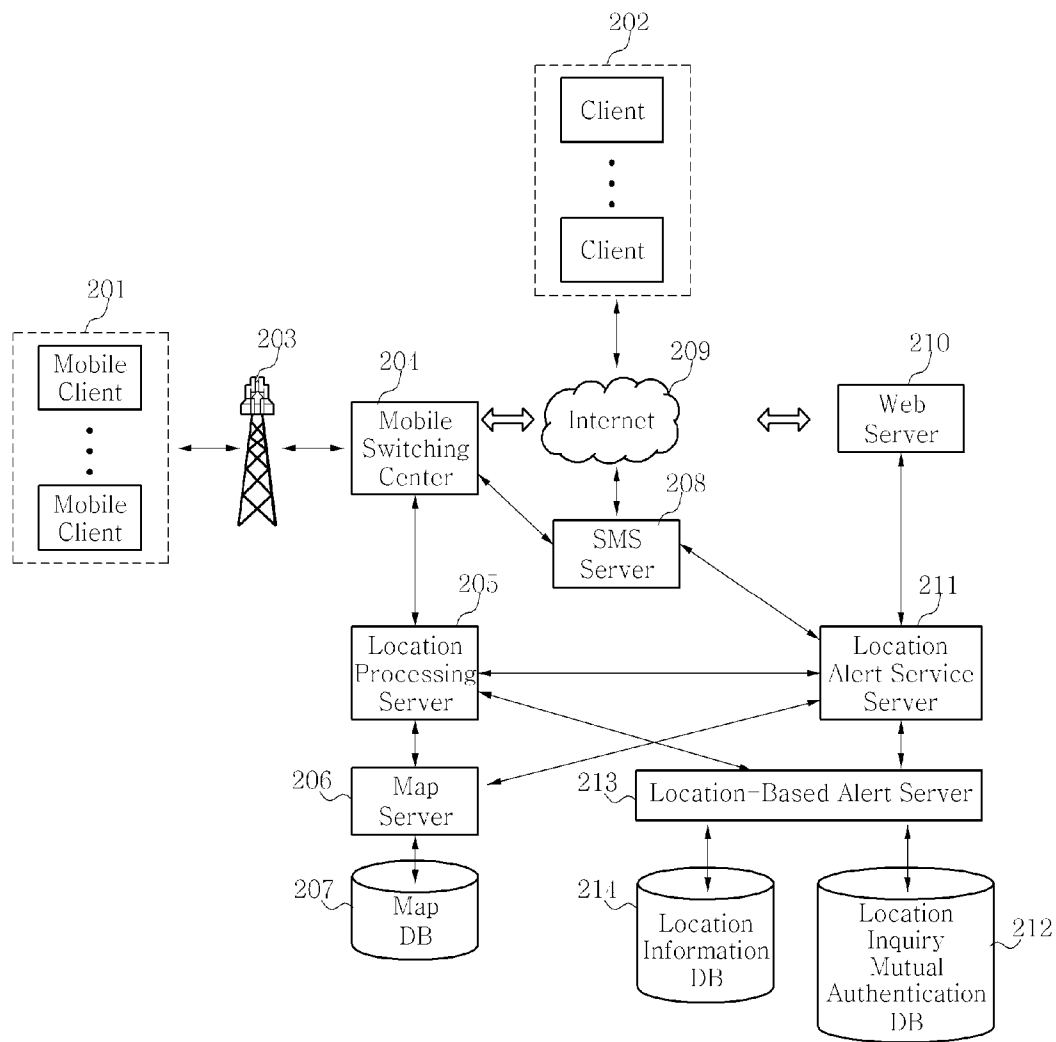 202
Client
Client
201
Mobile
Client
Mobile
Client
203
204
Mobile
Switching
Center
209
Internet
210
Web
Server
208
SMS
Server
205
Location
Processing
Server
211
Location
Alert Service
Server
206
Map
Server
213
Location-Based Alert Server
207
Map
DB
214
Location
Information
DB
Location
Inquiry
Mutual
Authentication
DB
212